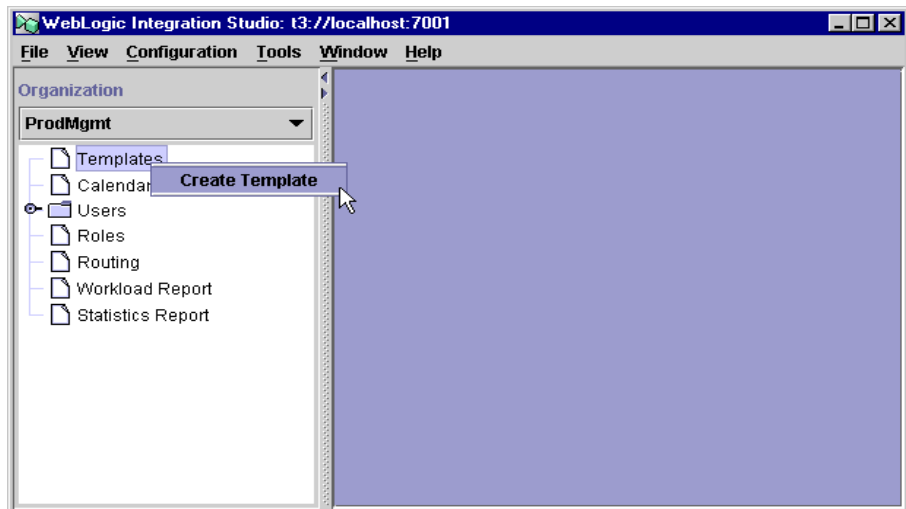 WebLogic Integration Studio: t3://localhost:7001
File View Configuration Tools Window Help
Organization
ProdMgmt
Templates
Create Template
Calendar
Users
Roles
Routing
Workload Report
Statistics Report